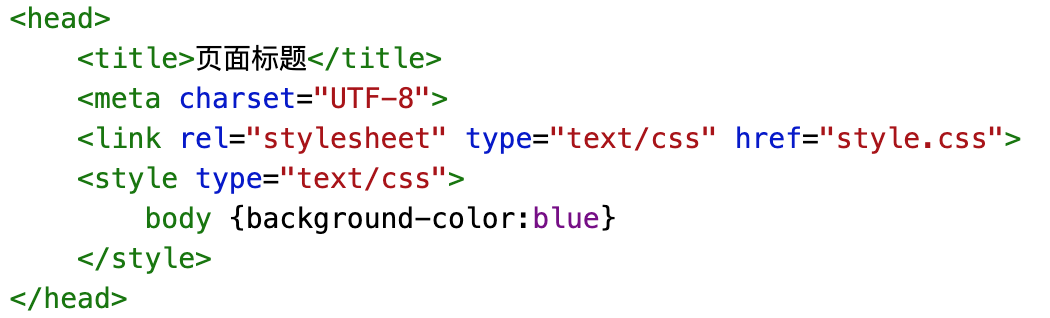 <head>
    <title>页面标题</title>
    <meta charset="UTF-8">
    <link rel="stylesheet" type="text/css" href="style.css">
    <style type="text/css">
        body {background-color:blue}
    </style>
</head>